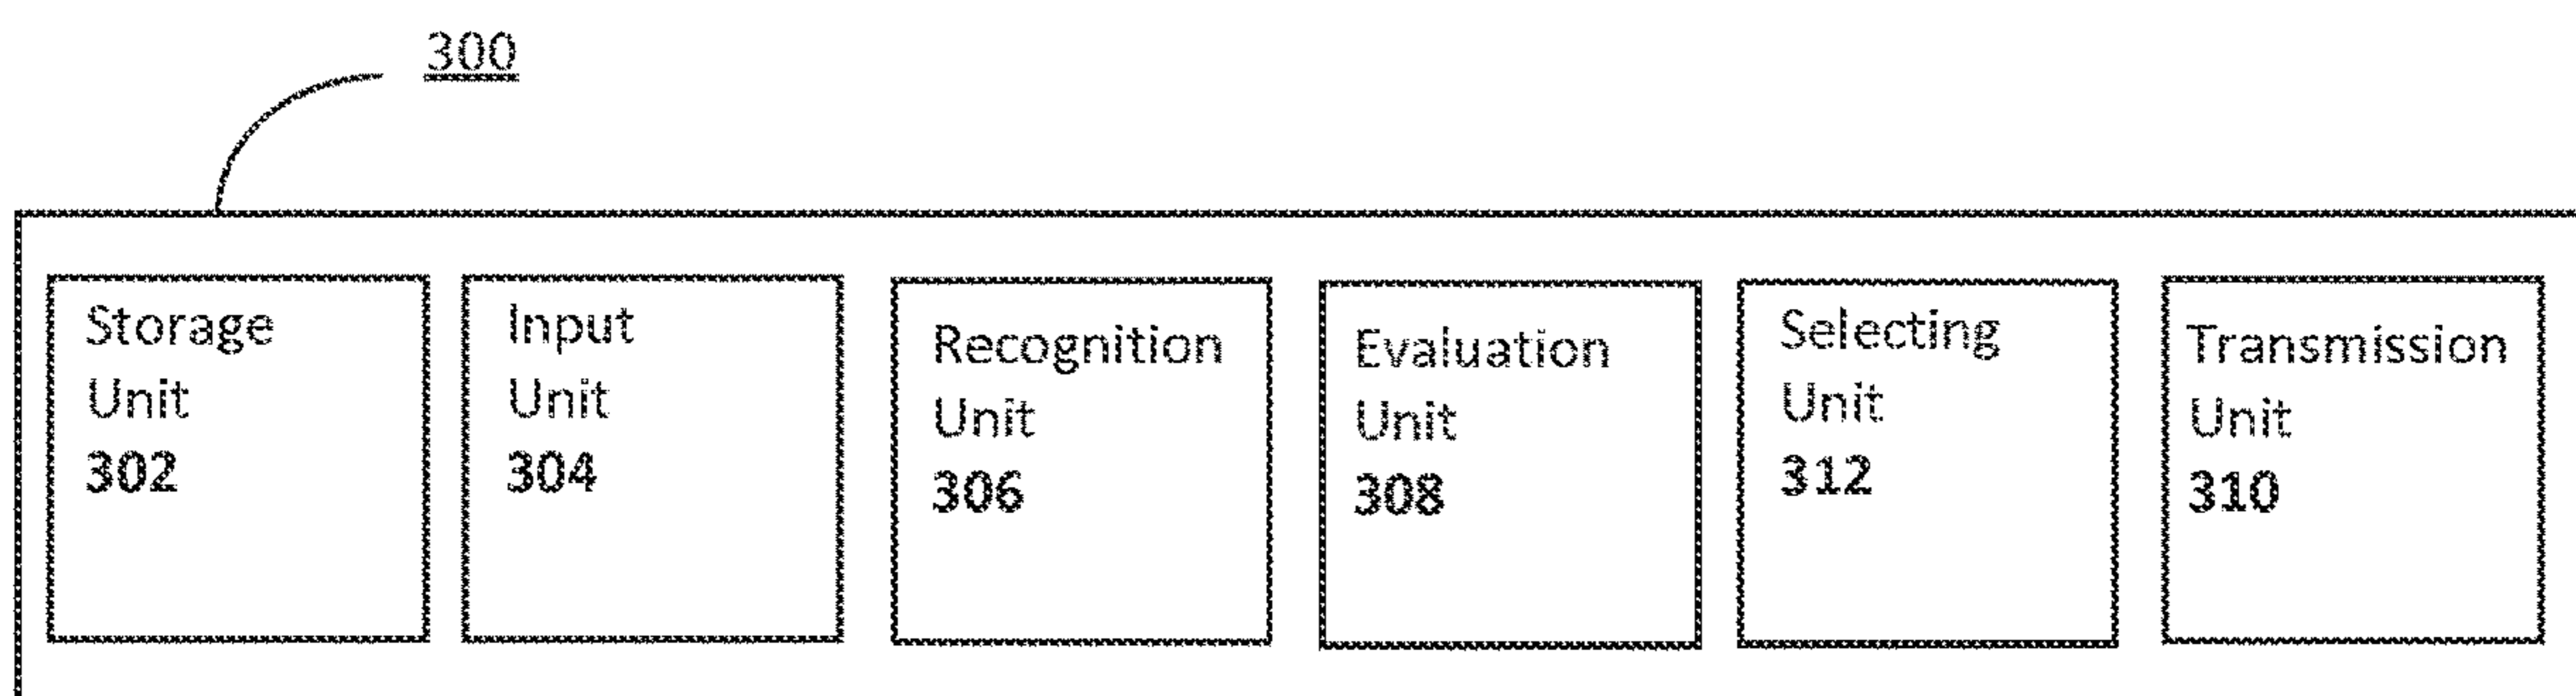 300
Storage
Unit
302
Input
Unit
304
Recognition
Unit
306
Evaluation
Unit
308
Selecting
Unit
312
Transmission
Unit
310